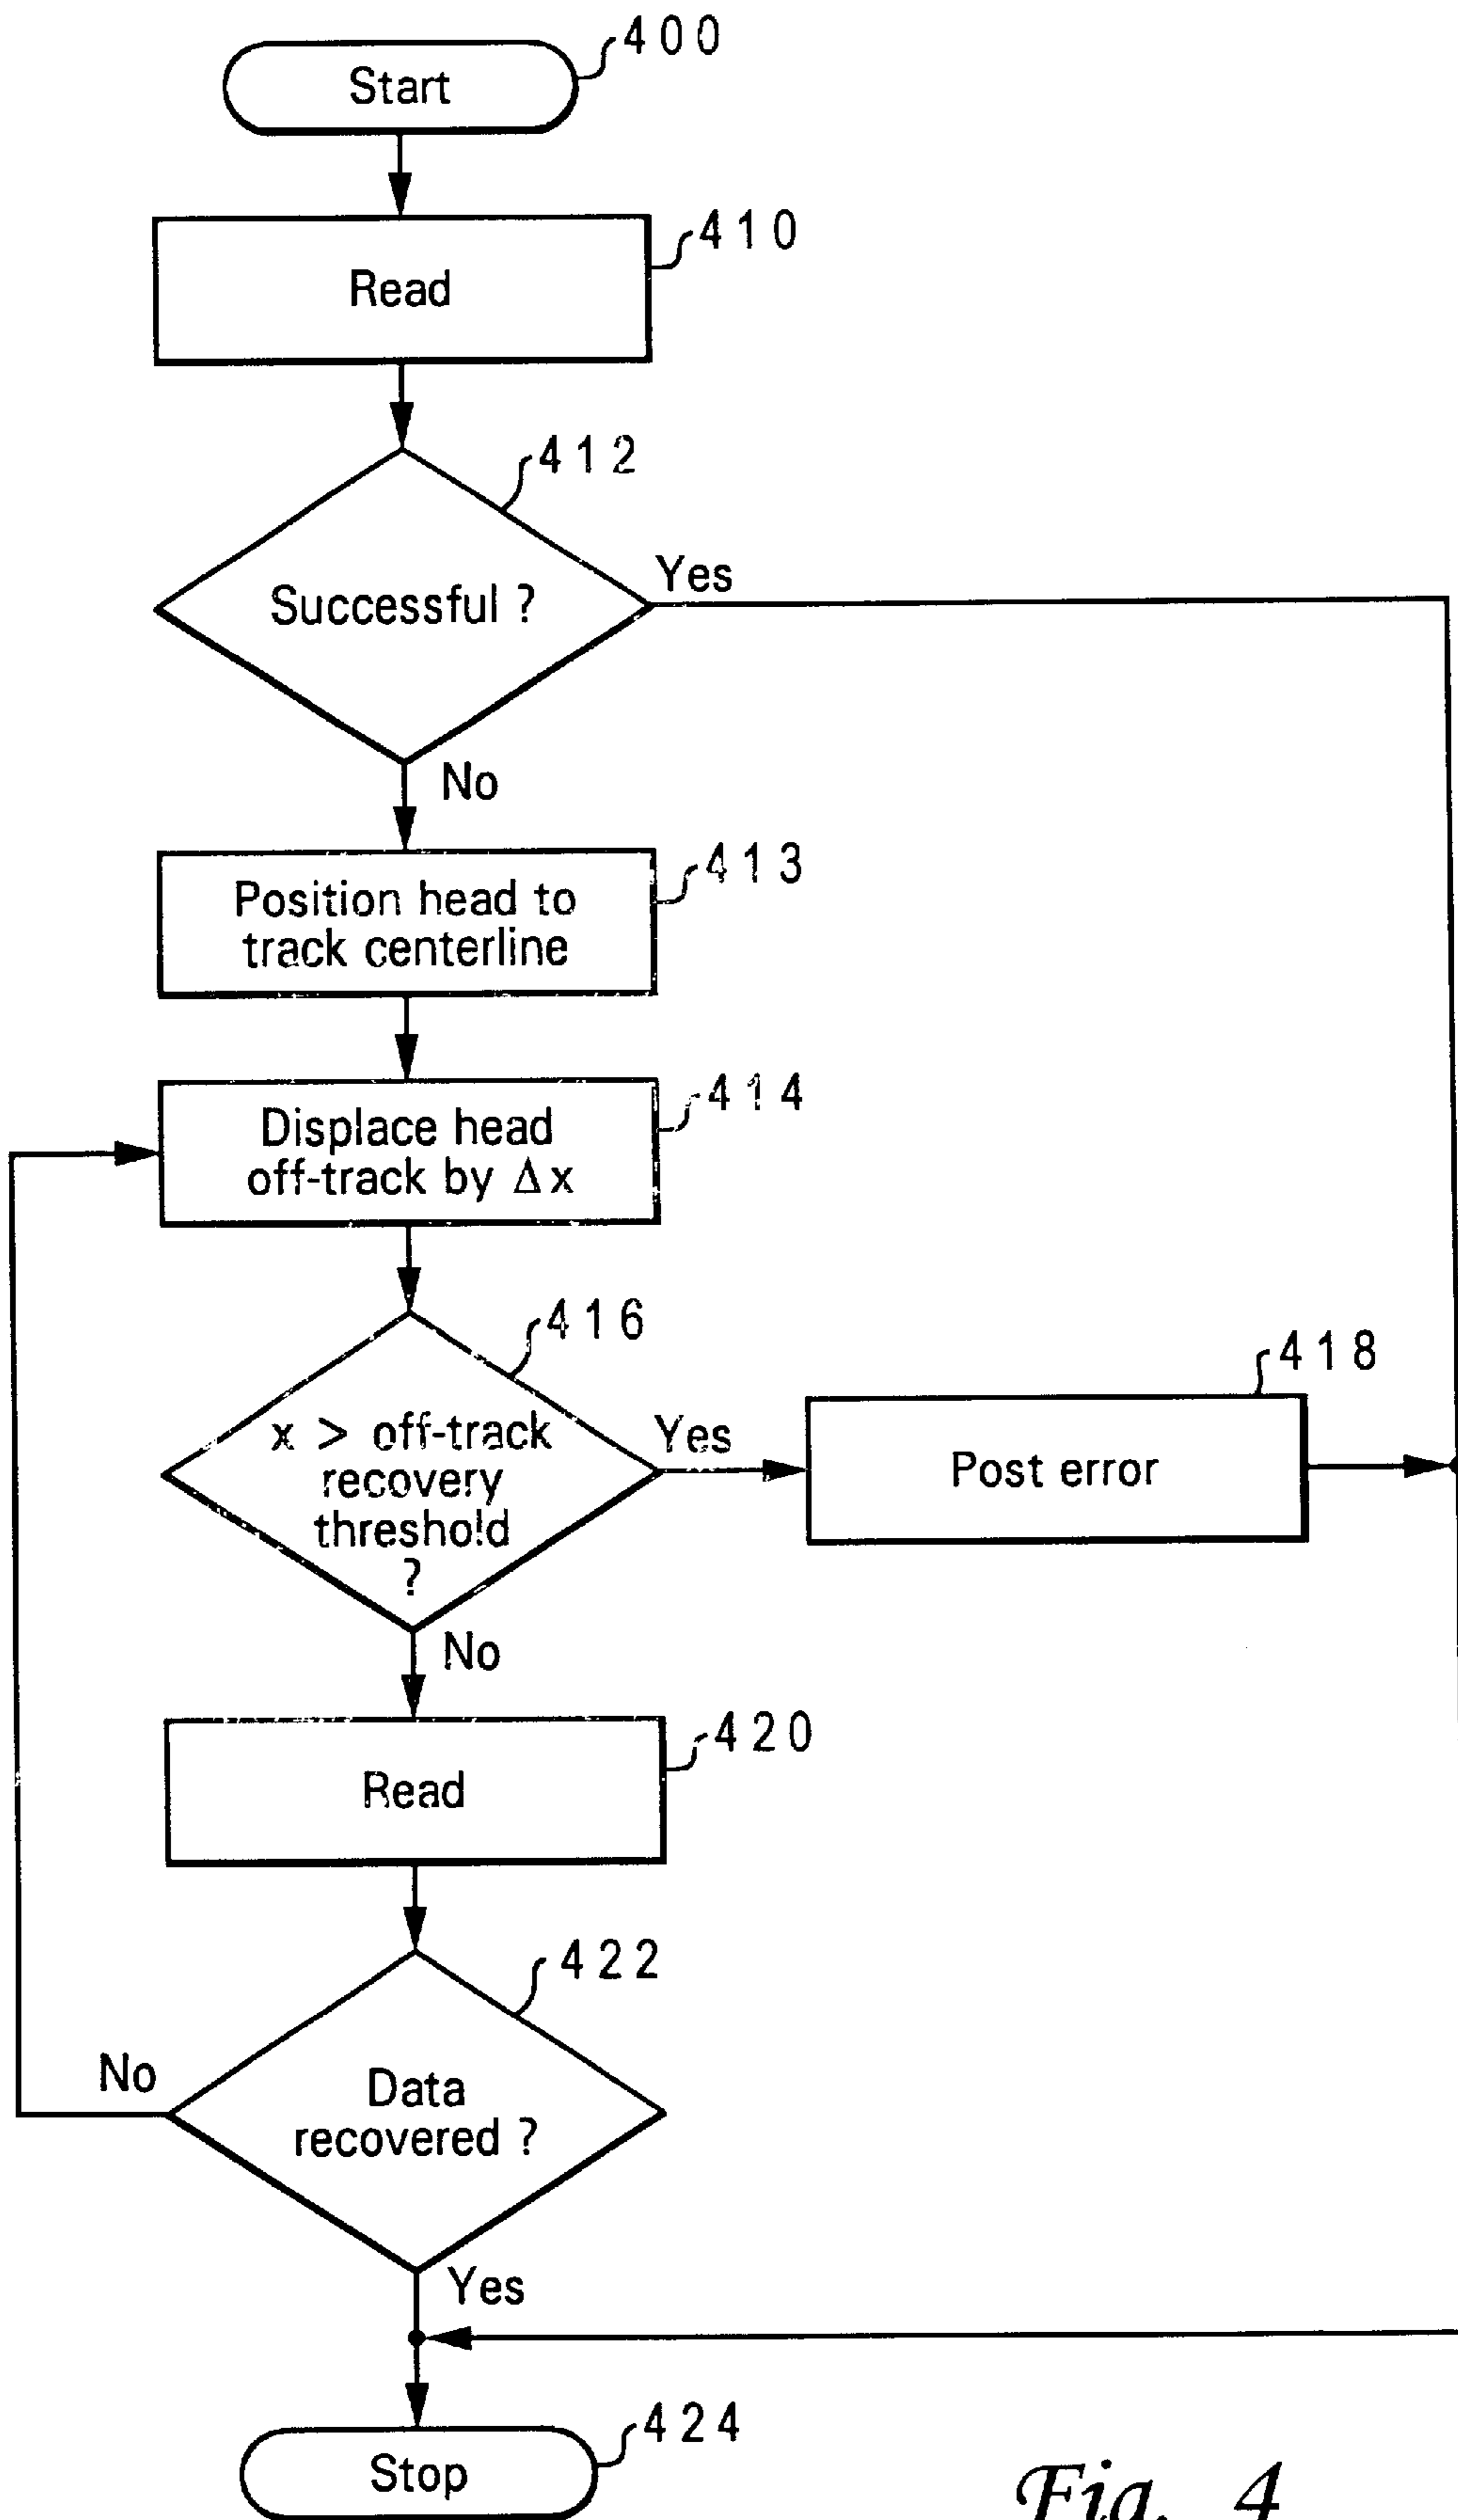 400
Start
410
Read
412
Successful ?
Yes
No
413
Position head to
track centerline
414
Displace head
off-track by Δx
416
x > off-track
recovery
threshold
?
Yes
418
Post error
No
420
Read
422
Data
recovered ?
No
Yes
424
Stop
Fig. 4